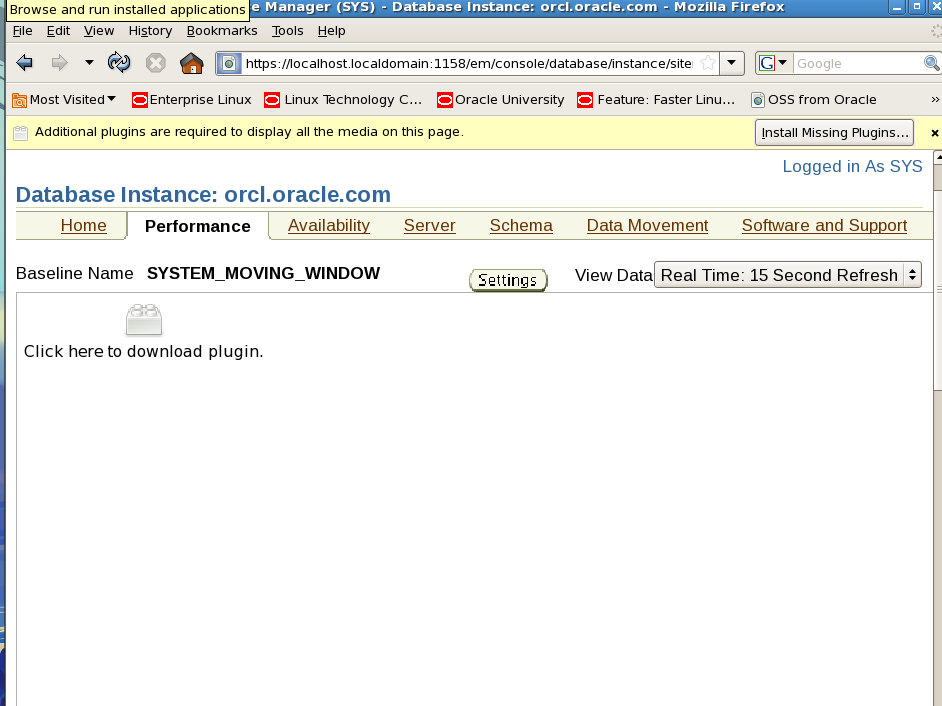 Browse and run installed applications
e Manager (SYS) - Database Instance: orcl.oracle.com - Mozilla Firefox
File Edit View History Bookmarks Tools Help
https://localhost.localdomain:1158/em/console/database/instance/site
G Google
Most Visited Enterprise Linux Linux Technology C... Oracle University Feature: Faster Linu... OSS from Oracle »
Additional plugins are required to display all the media on this page. Install Missing Plugins...
Logged in As SYS
Database Instance: orcl.oracle.com
Home Performance Availability Server Schema Data Movement Software and Support
Baseline Name SYSTEM_MOVING_WINDOW Settings View Data Real Time: 15 Second Refresh
Click here to download plugin.